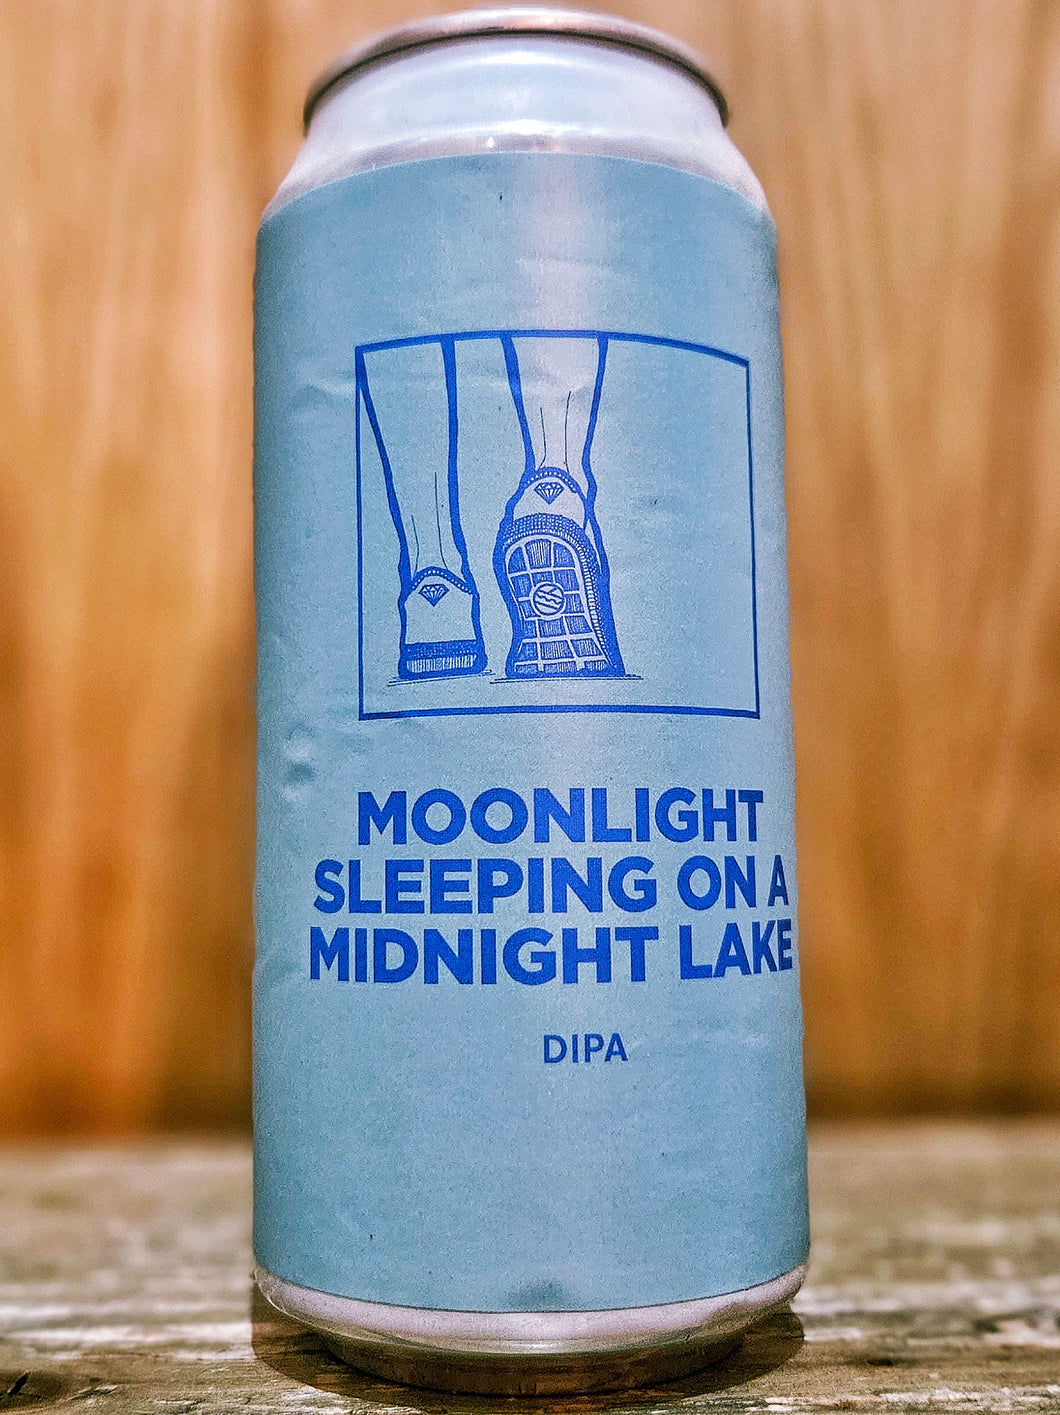 MOONLIGHT
SLEEPING ON A
MIDNIGHT LAKE
DIPA